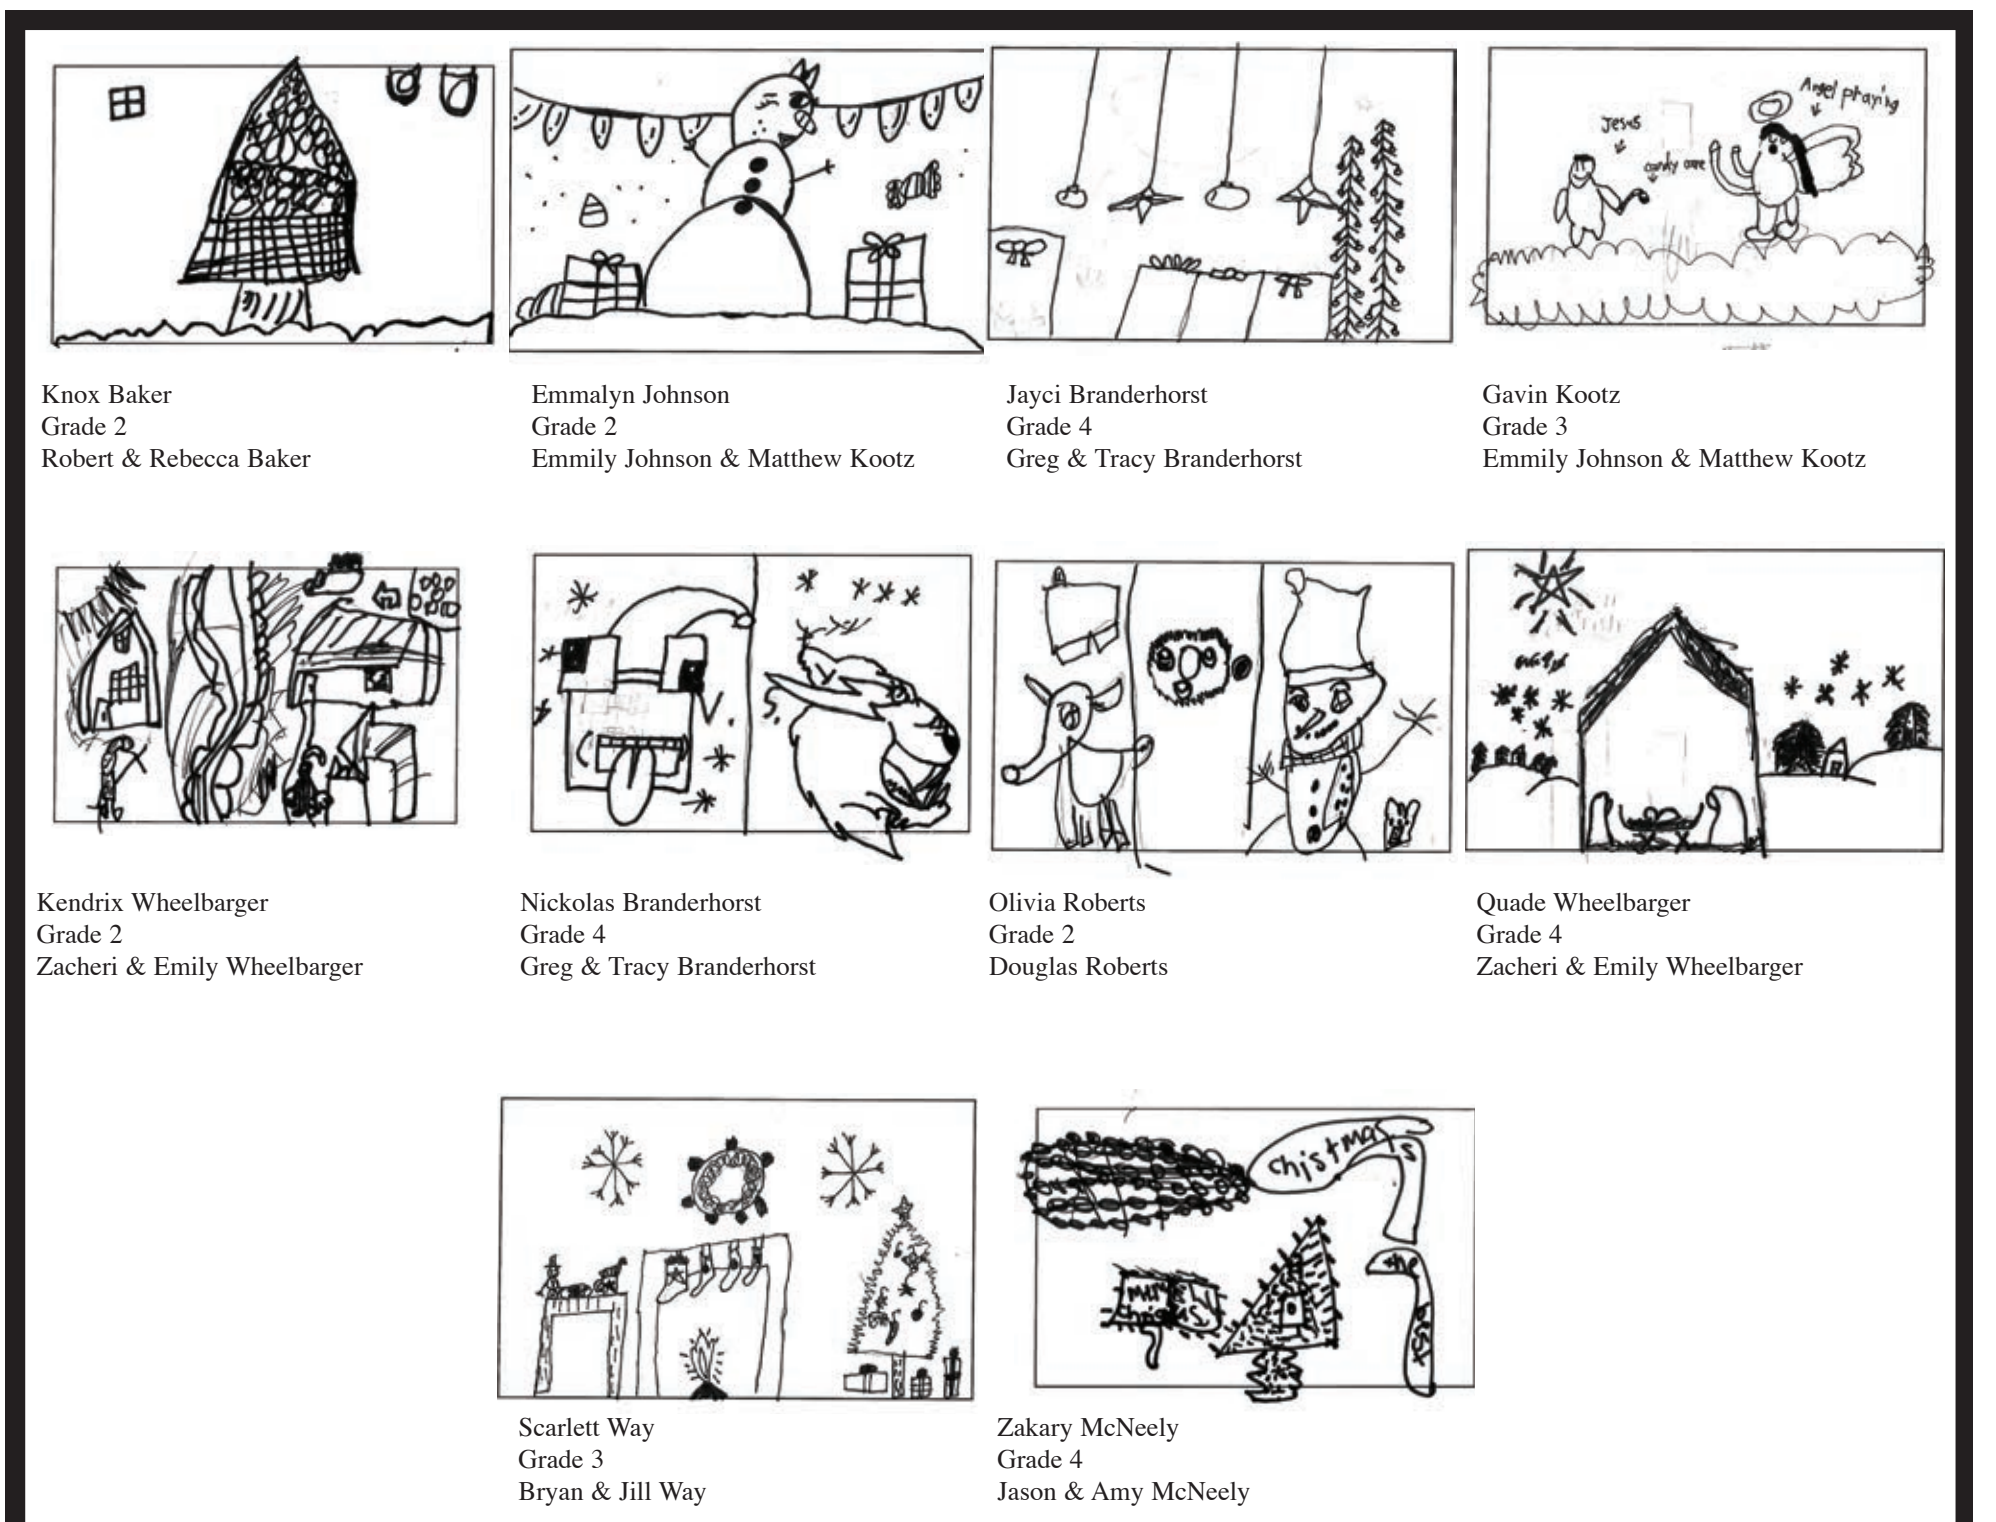 Angel praying
Jesus
candy cane
Knox Baker
Grade 2
Robert & Rebecca Baker
Emmalyn Johnson
Grade 2
Emmily Johnson & Matthew Kootz
Jayci Branderhorst
Grade 4
Greg & Tracy Branderhorst
Gavin Kootz
Grade 3
Emmily Johnson & Matthew Kootz
Kendrix Wheelbarger
Grade 2
Zacheri & Emily Wheelbarger
Nickolas Branderhorst
Grade 4
Greg & Tracy Branderhorst
Olivia Roberts
Grade 2
Douglas Roberts
Quade Wheelbarger
Grade 4
Zacheri & Emily Wheelbarger
Chistmas
the
best
Scarlett Way
Grade 3
Bryan & Jill Way
Zakary McNeely
Grade 4
Jason & Amy McNeely